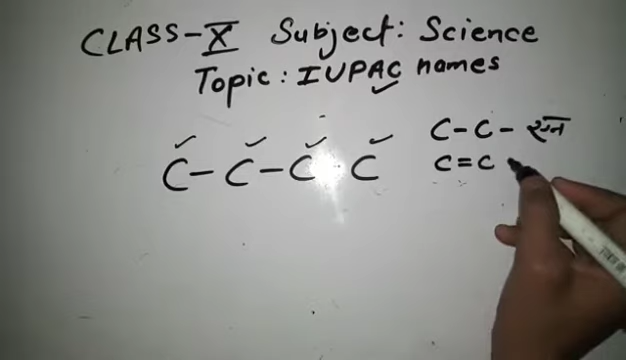 CLASS-X Subject: Science
Topic: IUPAC names
C-C-C C
C-C- एन
C=C